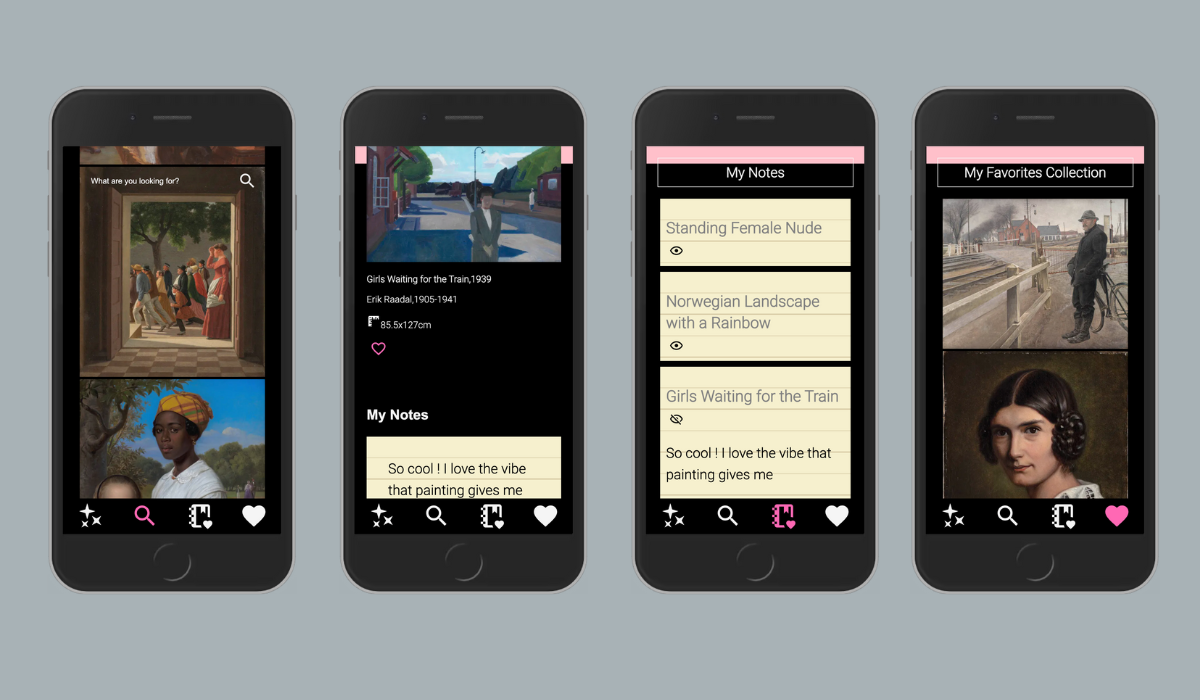 What are you looking for?
Girls Waiting for the Train,1939
Erik Raadal,1905-1941
85.5x127cm
My Notes
So cool ! I love the vibe
that painting gives me
My Notes
Standing Female Nude
Norwegian Landscape
with a Rainbow
Girls Waiting for the Train
So cool ! I love the vibe that
painting gives me
My Favorites Collection